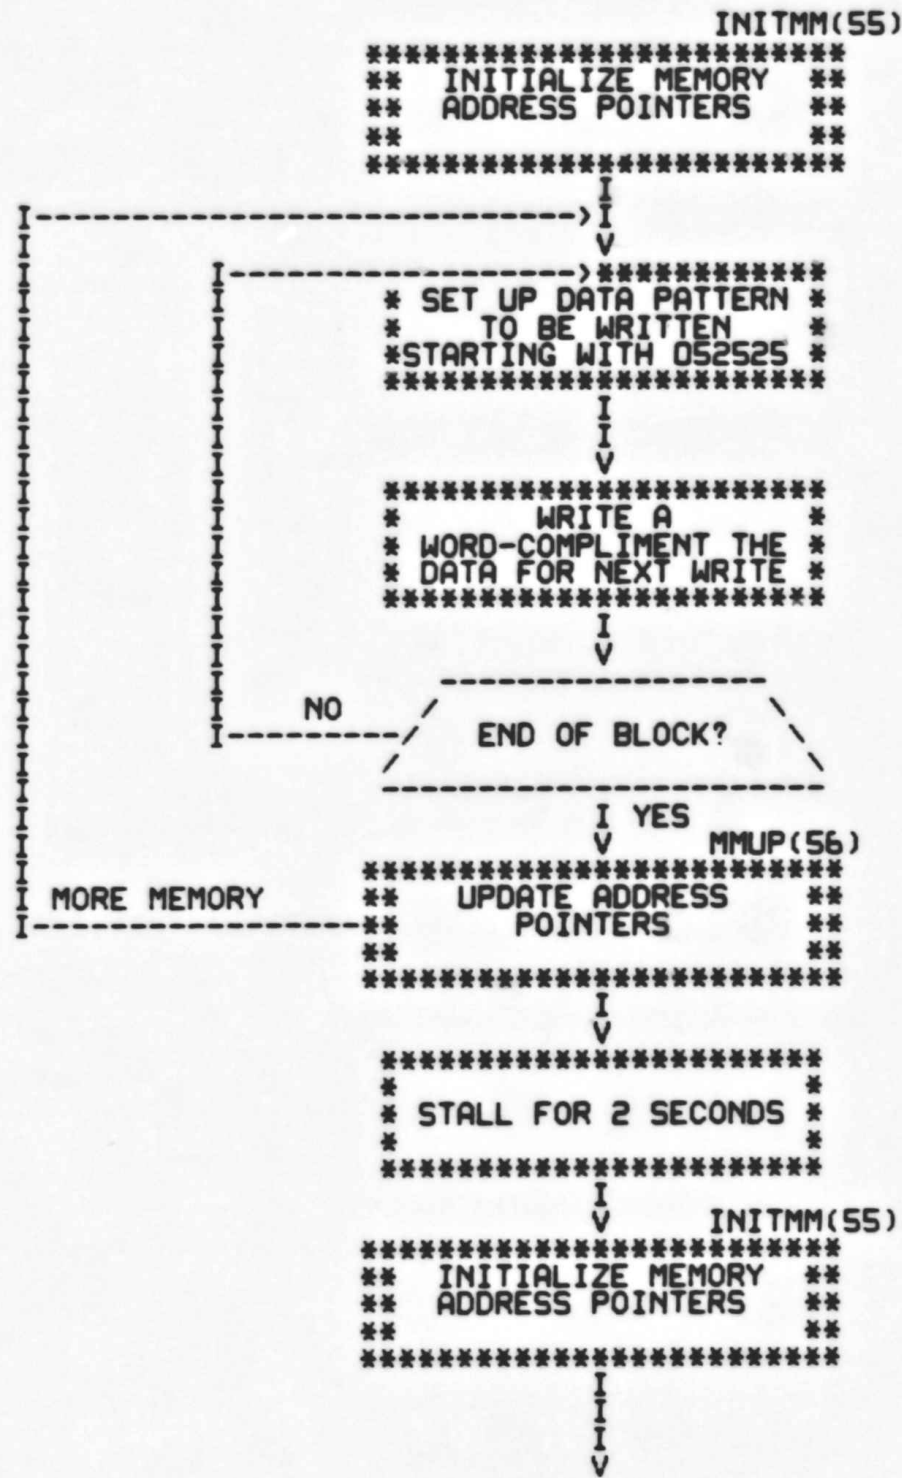 INITMM(55)
INITIALIZE MEMORY
ADDRESS POINTERS
SET UP DATA PATTERN
TO BE WRITTEN
STARTING WITH 052525
WRITE A
WORD-COMPLIMENT THE
DATA FOR NEXT WRITE
NO
END OF BLOCK?
YES
MMUP(56)
MORE MEMORY
UPDATE ADDRESS
POINTERS
STALL FOR 2 SECONDS
INITMM(55)
INITIALIZE MEMORY
ADDRESS POINTERS